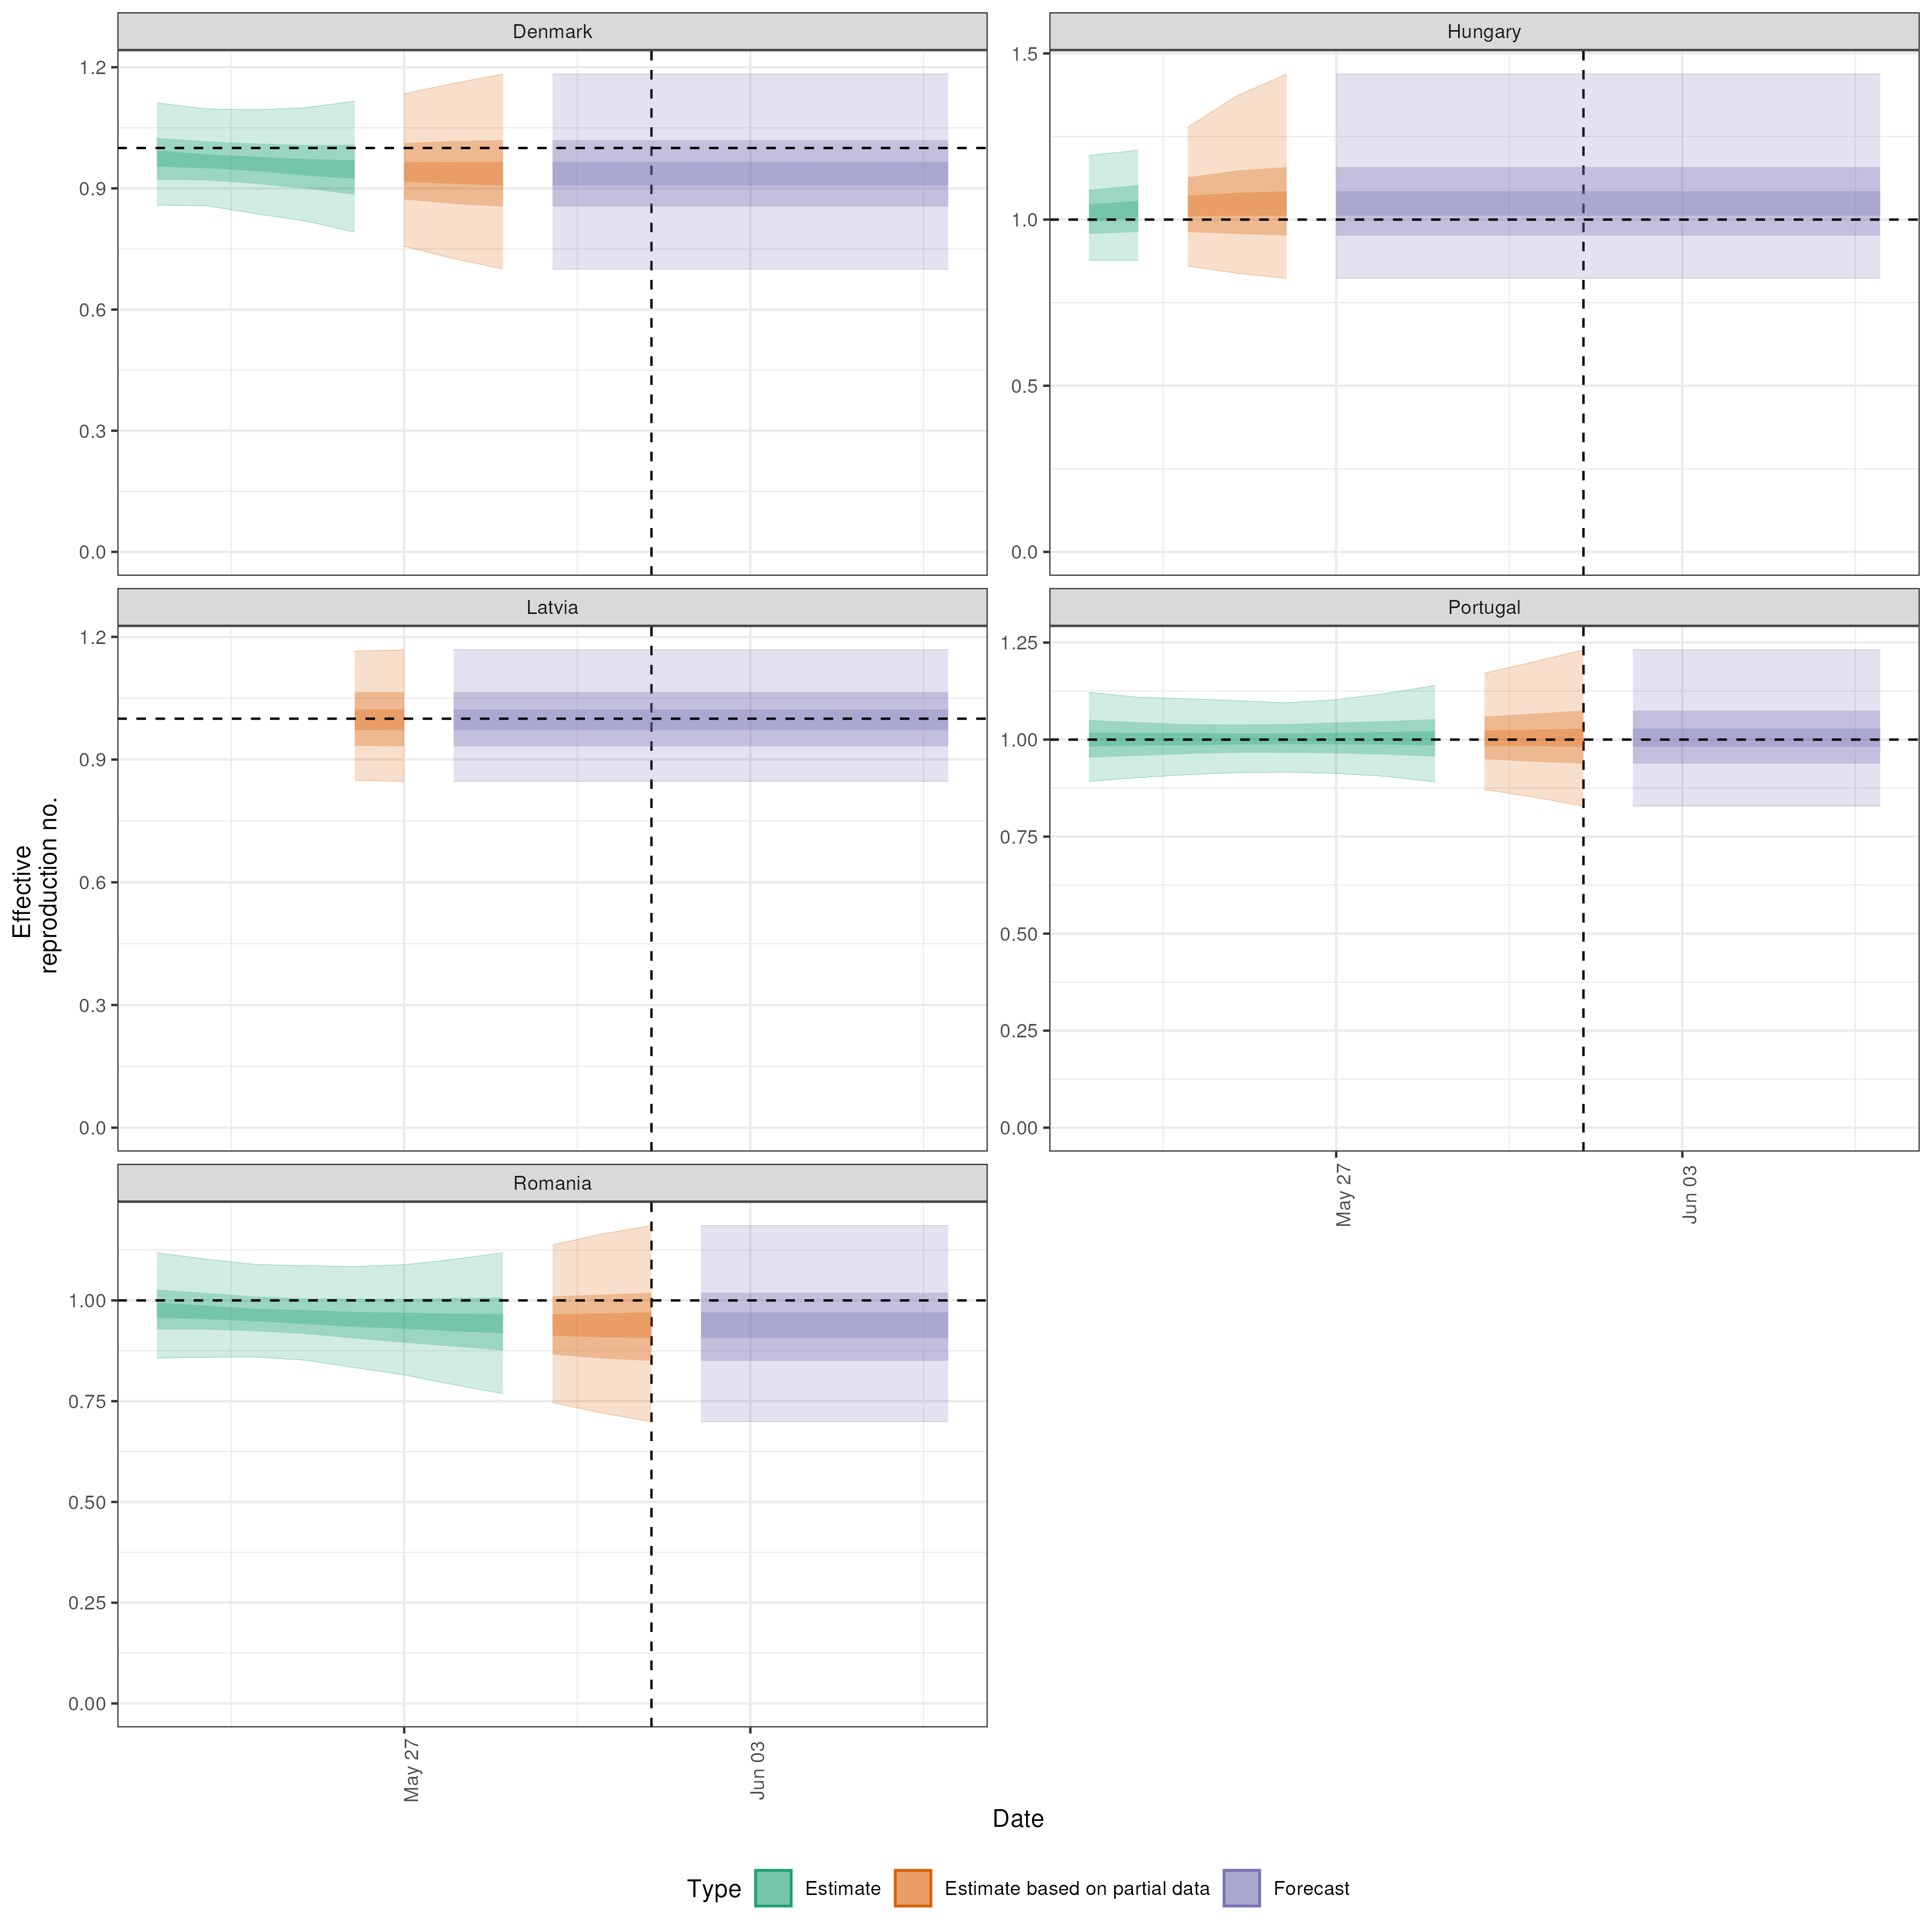 Denmark
Hungary
1.2
0.9
0.6
0.3
0.0
1.5
1.0
0.5
0.0
Latvia
Portugal
1.2
0.9
0.6
0.3
0.0
1.25
1.00
0.75
0.50
0.25
0.00
May 27
Jun 03
Effective
reproduction no.
Romania
1.00
0.75
0.50
0.25
0.00
May 27
Jun 03
Date
Type
Estimate
Estimate based on partial data
Forecast